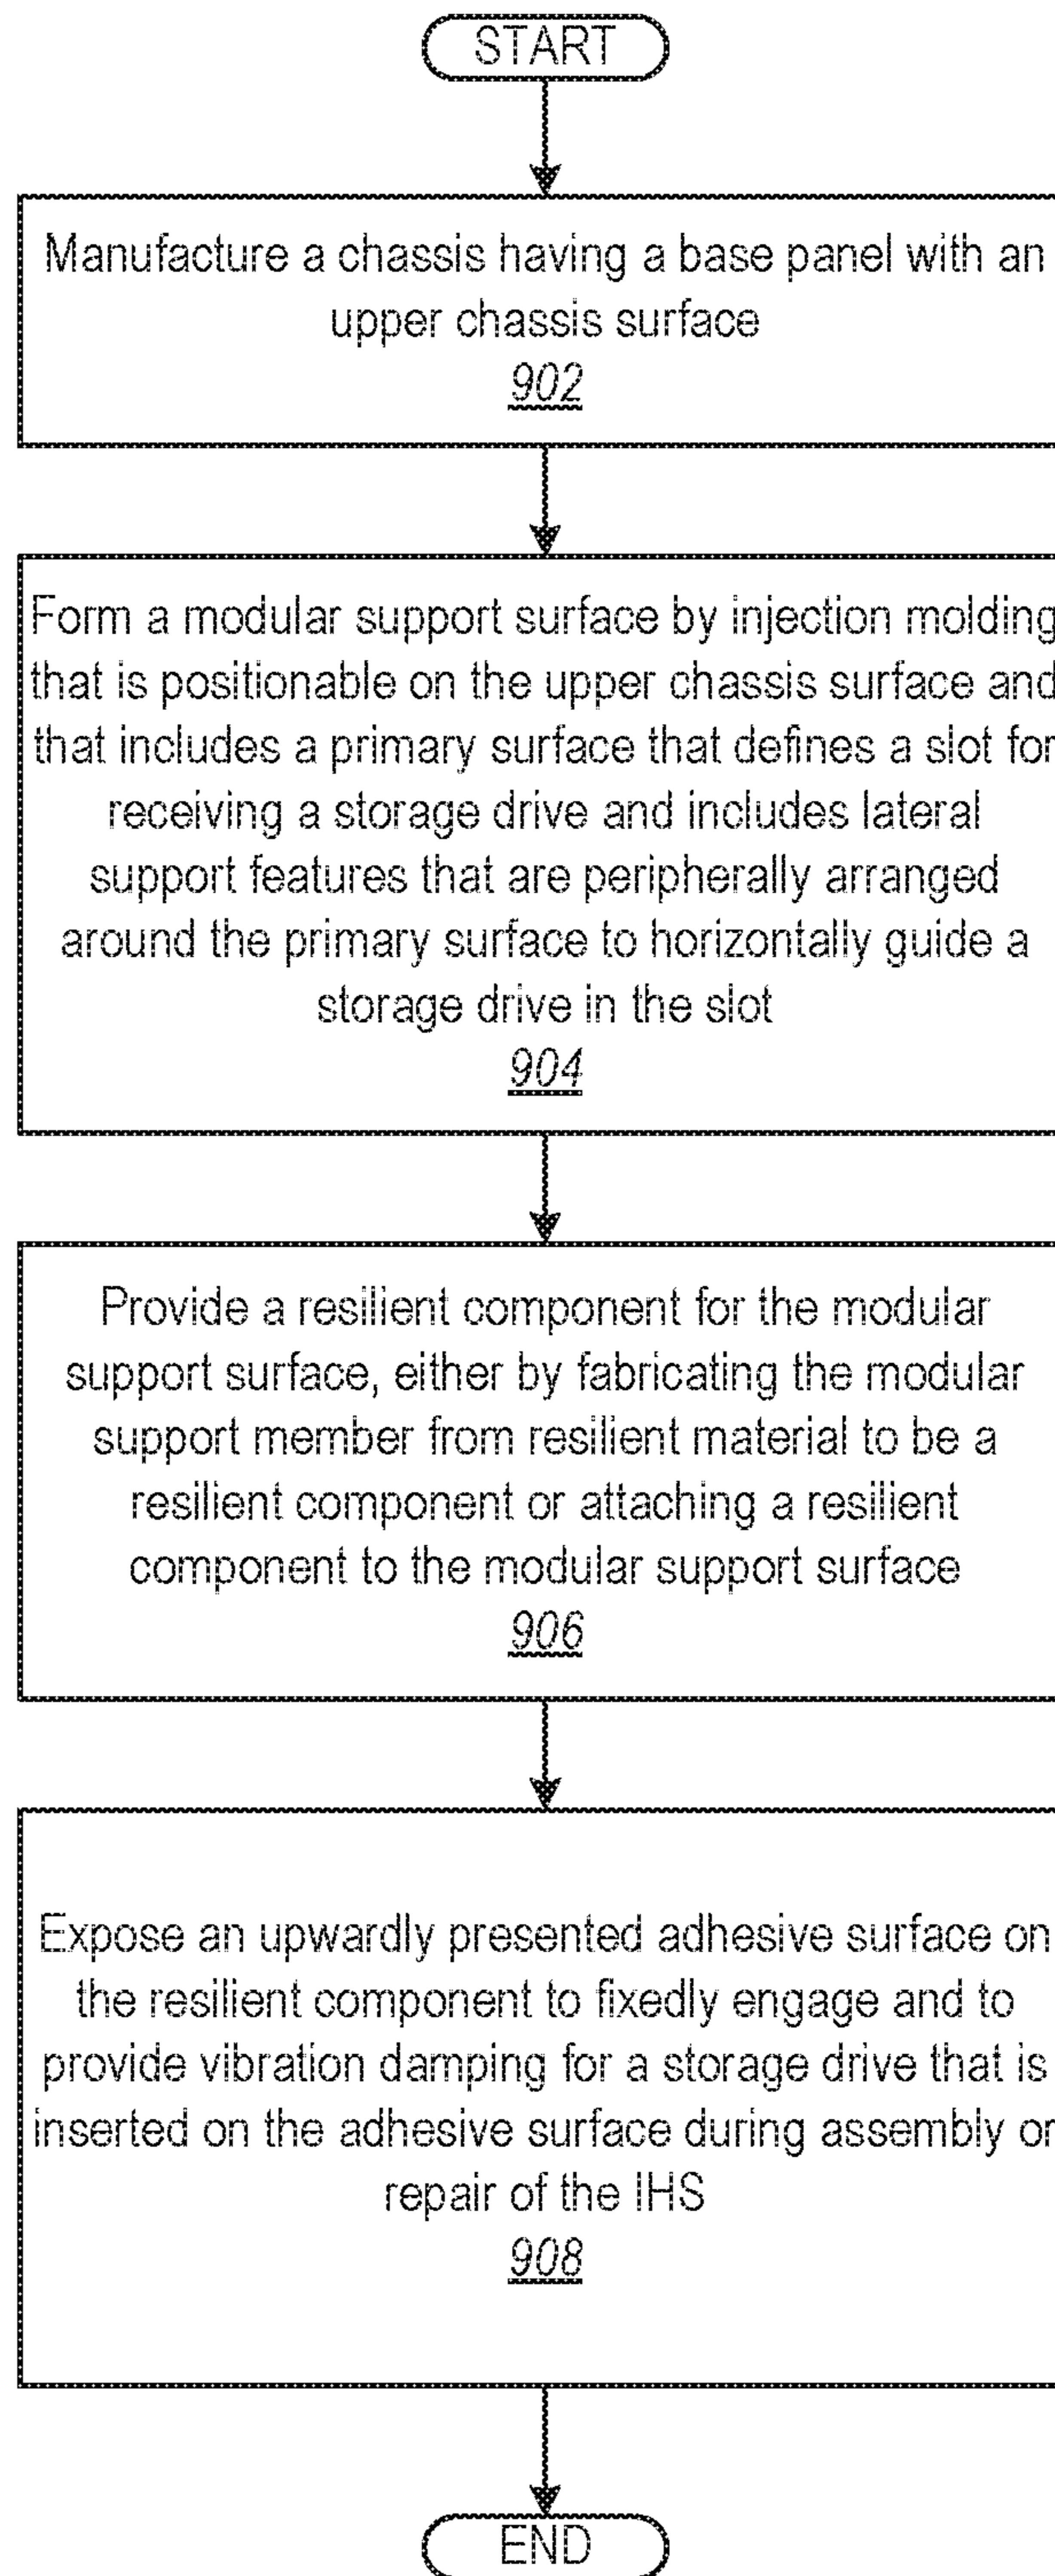 START
Manufacture a chassis having a base panel with an
upper chassis surface
902
Form a modular support surface by injection molding
that is positionable on the upper chassis surface and
that includes a primary surface that defines a slot for
receiving a storage drive and includes lateral
support features that are peripherally arranged
around the primary surface to horizontally guide a
storage drive in the slot
904
Provide a resilient component for the modular
support surface, either by fabricating the modular
support member from resilient material to be a
resilient component or attaching a resilient
component to the modular support surface
906
Expose an upwardly presented adhesive surface on
the resilient component to fixedly engage and to
provide vibration damping for a storage drive that is
inserted on the adhesive surface during assembly or
repair of the IHS
908
END